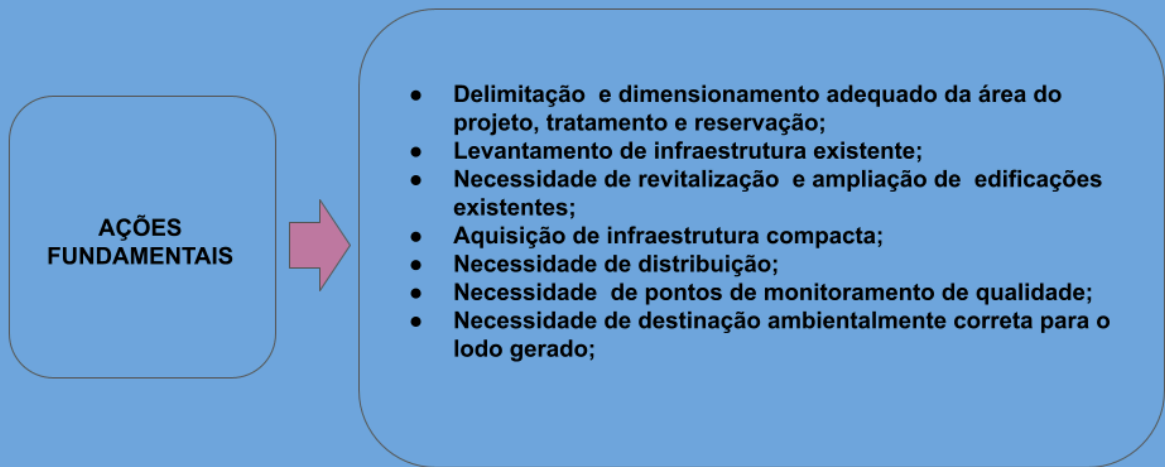 AÇÕES
FUNDAMENTAIS
● Delimitação e dimensionamento adequado da área do
projeto, tratamento e reservação;
● Levantamento de infraestrutura existente;
● Necessidade de revitalização e ampliação de edificações
existentes;
● Aquisição de infraestrutura compacta;
● Necessidade de distribuição;
● Necessidade de pontos de monitoramento de qualidade;
● Necessidade de destinação ambientalmente correta para o
lodo gerado;